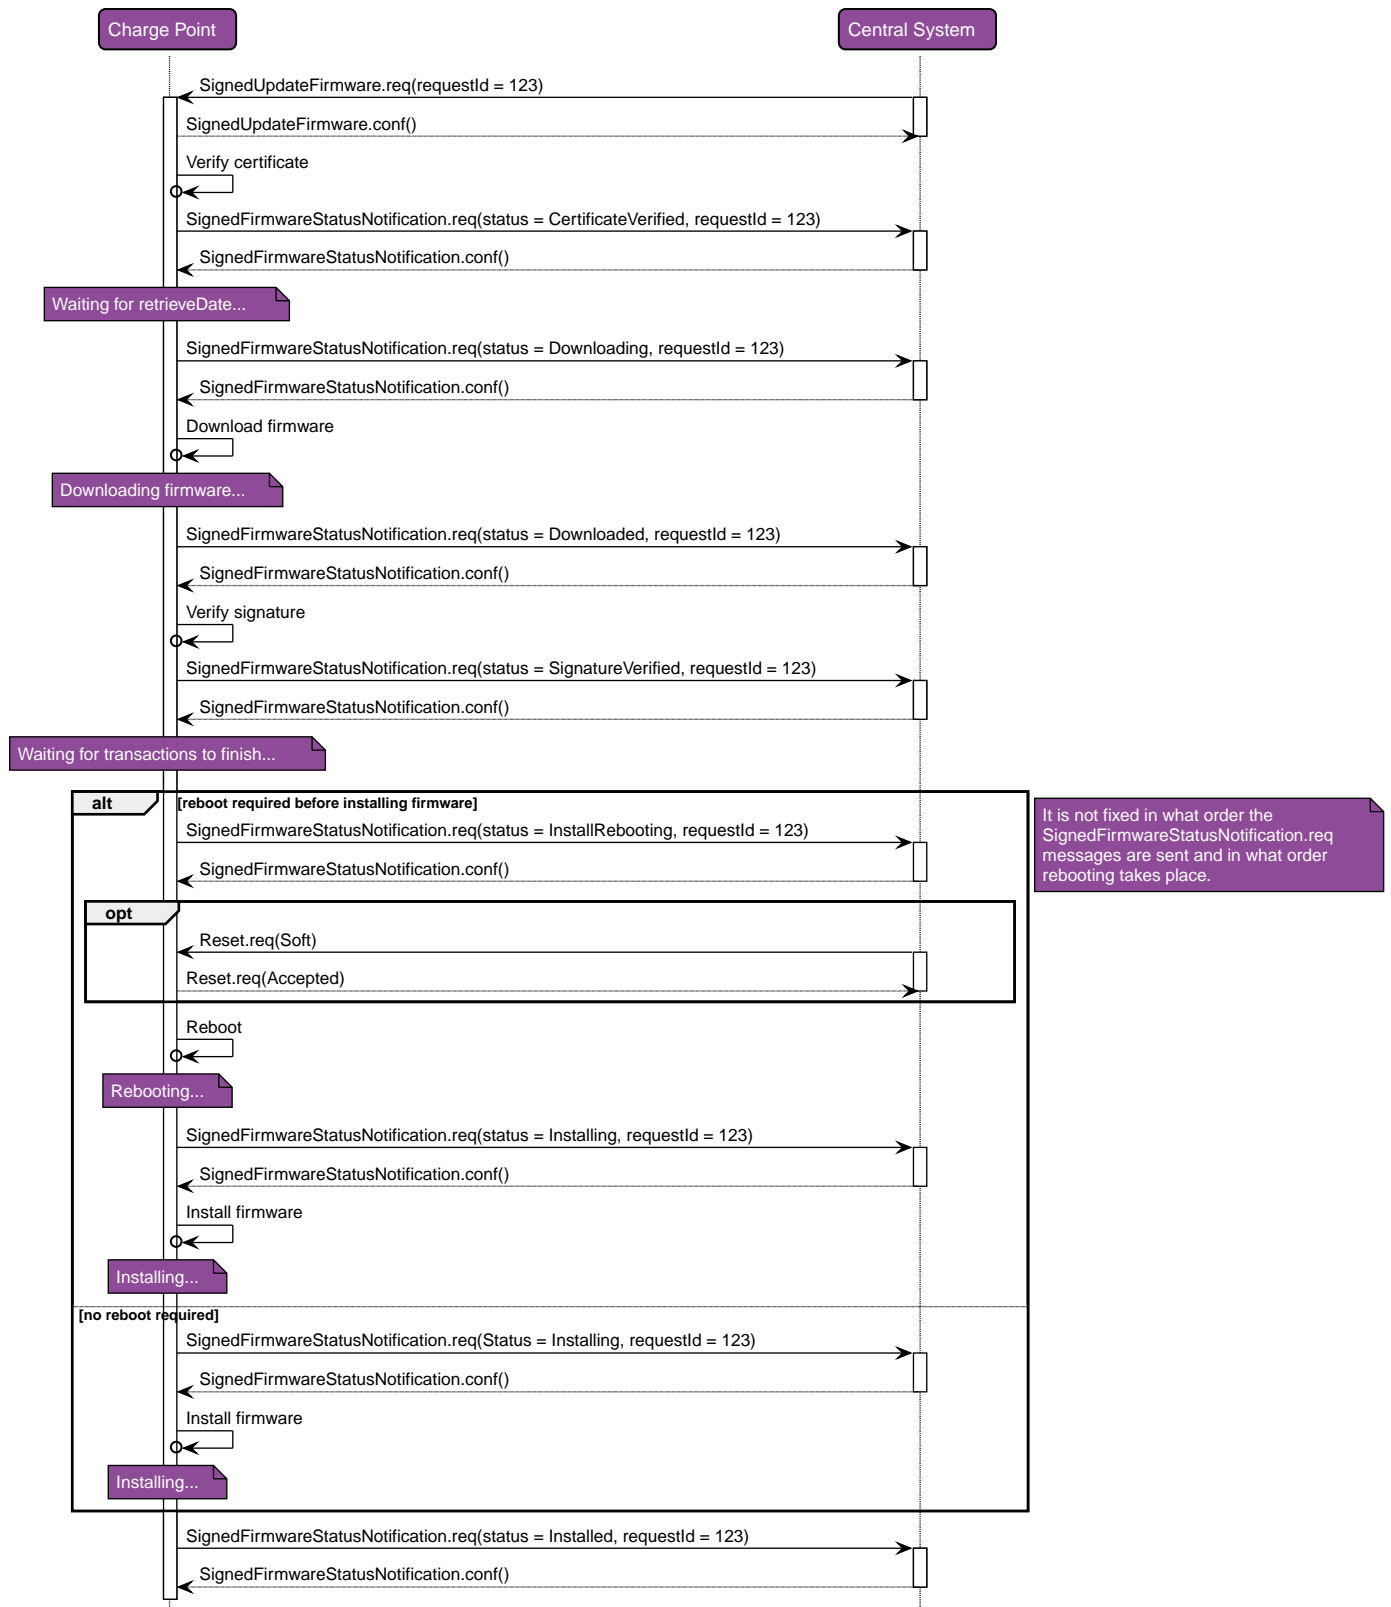 Charge Point
Central System
SignedUpdateFirmware.req(requestId = 123)
SignedUpdateFirmware.conf()
Verify certificate
SignedFirmwareStatusNotification.req(status = CertificateVerified, requestId = 123)
SignedFirmwareStatusNotification.conf()
Waiting for retrieveDate...
SignedFirmwareStatusNotification.req(status = Downloading, requestId = 123)
SignedFirmwareStatusNotification.conf()
Download firmware
Downloading firmware...
SignedFirmwareStatusNotification.req(status = Downloaded, requestId = 123)
SignedFirmwareStatusNotification.conf()
Verify signature
SignedFirmwareStatusNotification.req(status = SignatureVerified, requestId = 123)
SignedFirmwareStatusNotification.conf()
Waiting for transactions to finish...
alt
[reboot required before installing firmware]
SignedFirmwareStatusNotification.req(status = InstallRebooting, requestId = 123)
SignedFirmwareStatusNotification.conf()
It is not fixed in what order the
SignedFirmwareStatusNotification.req
messages are sent and in what order
rebooting takes place.
opt
Reset.req(Soft)
Reset.req(Accepted)
Reboot
Rebooting...
SignedFirmwareStatusNotification.req(status = Installing, requestId = 123)
SignedFirmwareStatusNotification.conf()
Install firmware
Installing...
[no reboot required]
SignedFirmwareStatusNotification.req(Status = Installing, requestId = 123)
SignedFirmwareStatusNotification.conf()
Install firmware
Installing...
SignedFirmwareStatusNotification.req(status = Installed, requestId = 123)
SignedFirmwareStatusNotification.conf()